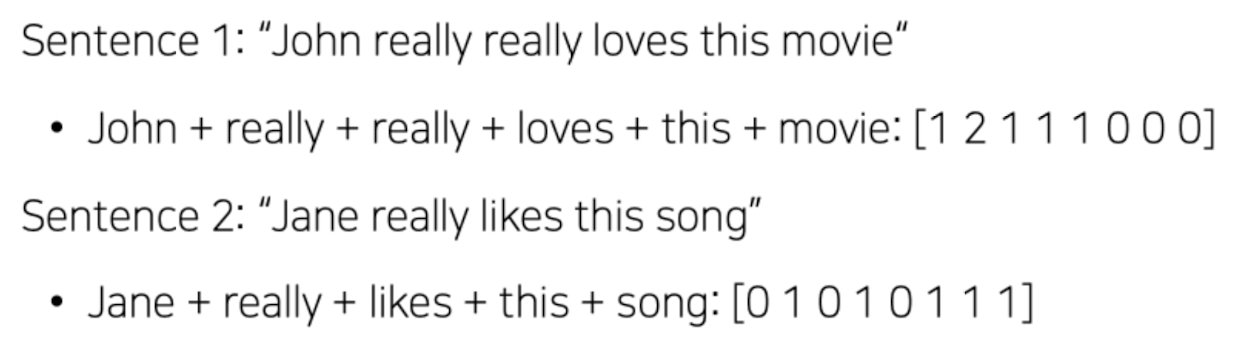 Sentence 1: “John really really loves this movie“
• John + really + really + loves + this + movie: [1 2 1 1 1 0 0 0]
Sentence 2: “Jane really likes this song”
• Jane + really + likes + this + song: [0 1 0 1 0 1 1 1]